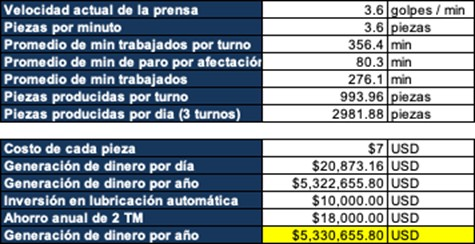 Velocidad actual de la prensa 3.6 golpes / min
Piezas por minuto 3.6 piezas
Promedio de min trabajados por turno 356.4 min
Promedio de min de paro por afectación 80.3 min
Promedio de min trabajados 276.1 min
Piezas producidas por turno 993.96 piezas
Piezas producidas por dia (3 turnos) 2981.88 piezas
Costo de cada pieza $7 USD
Generación de dinero por día $20,873.16 USD
Generación de dinero por año $5,322,655.80 USD
Inversión en lubricación automática $10,000.00 USD
Ahorro anual de 2 TM $18,000.00 USD
Generación de dinero por año $5,330,655.80 USD